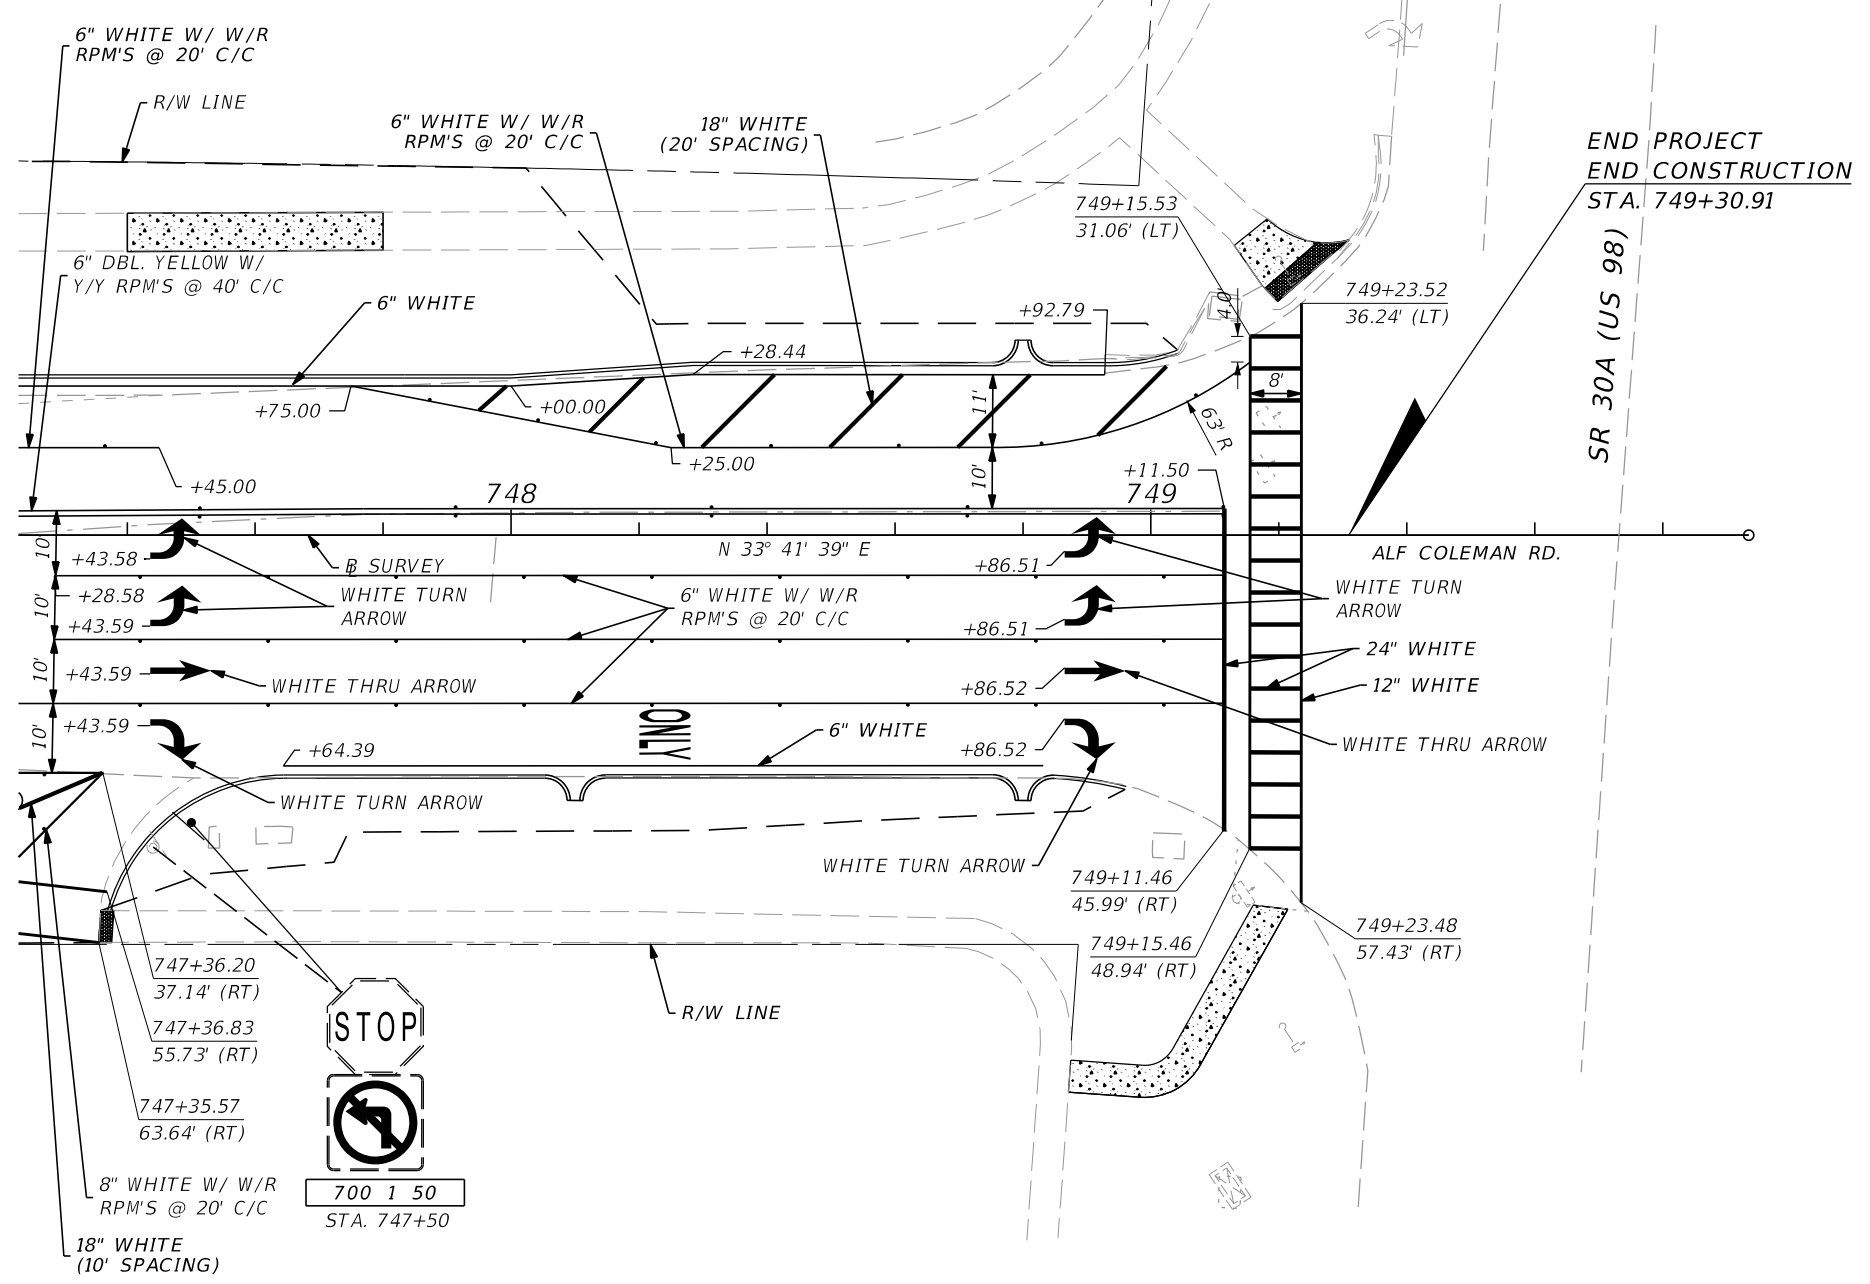 6" WHITE W/ W/R
RPM'S @ 20' C/C
R/W LINE
6" WHITE W/ W/R
RPM'S @ 20' C/C
18" WHITE
(20' SPACING)
END PROJECT
END CONSTRUCTION
STA. 749+30.91
749+15.53
31.06' (LT)
6" DBL. YELLOW W/
Y/Y RPM'S @ 40' C/C
6" WHITE
+92.79
4.0'
749+23.52
36.24' (LT)
SR 30A (US 98)
+28.44
8'
+75.00
+00.00
11'
63' R
+25.00
10'
+11.50
+45.00
748
749
10'
+43.58
B SURVEY
N 33° 41' 39" E
+86.51
ALF COLEMAN RD.
10'
+28.58
WHITE TURN
ARROW
6" WHITE W/ W/R
RPM'S @ 20' C/C
WHITE TURN
ARROW
+43.59
+86.51
24" WHITE
10'
+43.59
WHITE THRU ARROW
+86.52
12" WHITE
10'
+43.59
ONLY
6" WHITE
+64.39
+86.52
WHITE THRU ARROW
WHITE TURN ARROW
WHITE TURN ARROW
749+11.46
45.99' (RT)
749+23.48
57.43' (RT)
749+15.46
48.94' (RT)
747+36.20
37.14' (RT)
R/W LINE
STOP
747+36.83
55.73' (RT)
747+35.57
63.64' (RT)
8" WHITE W/ W/R
RPM'S @ 20' C/C
700 1 50
STA. 747+50
18" WHITE
(10' SPACING)